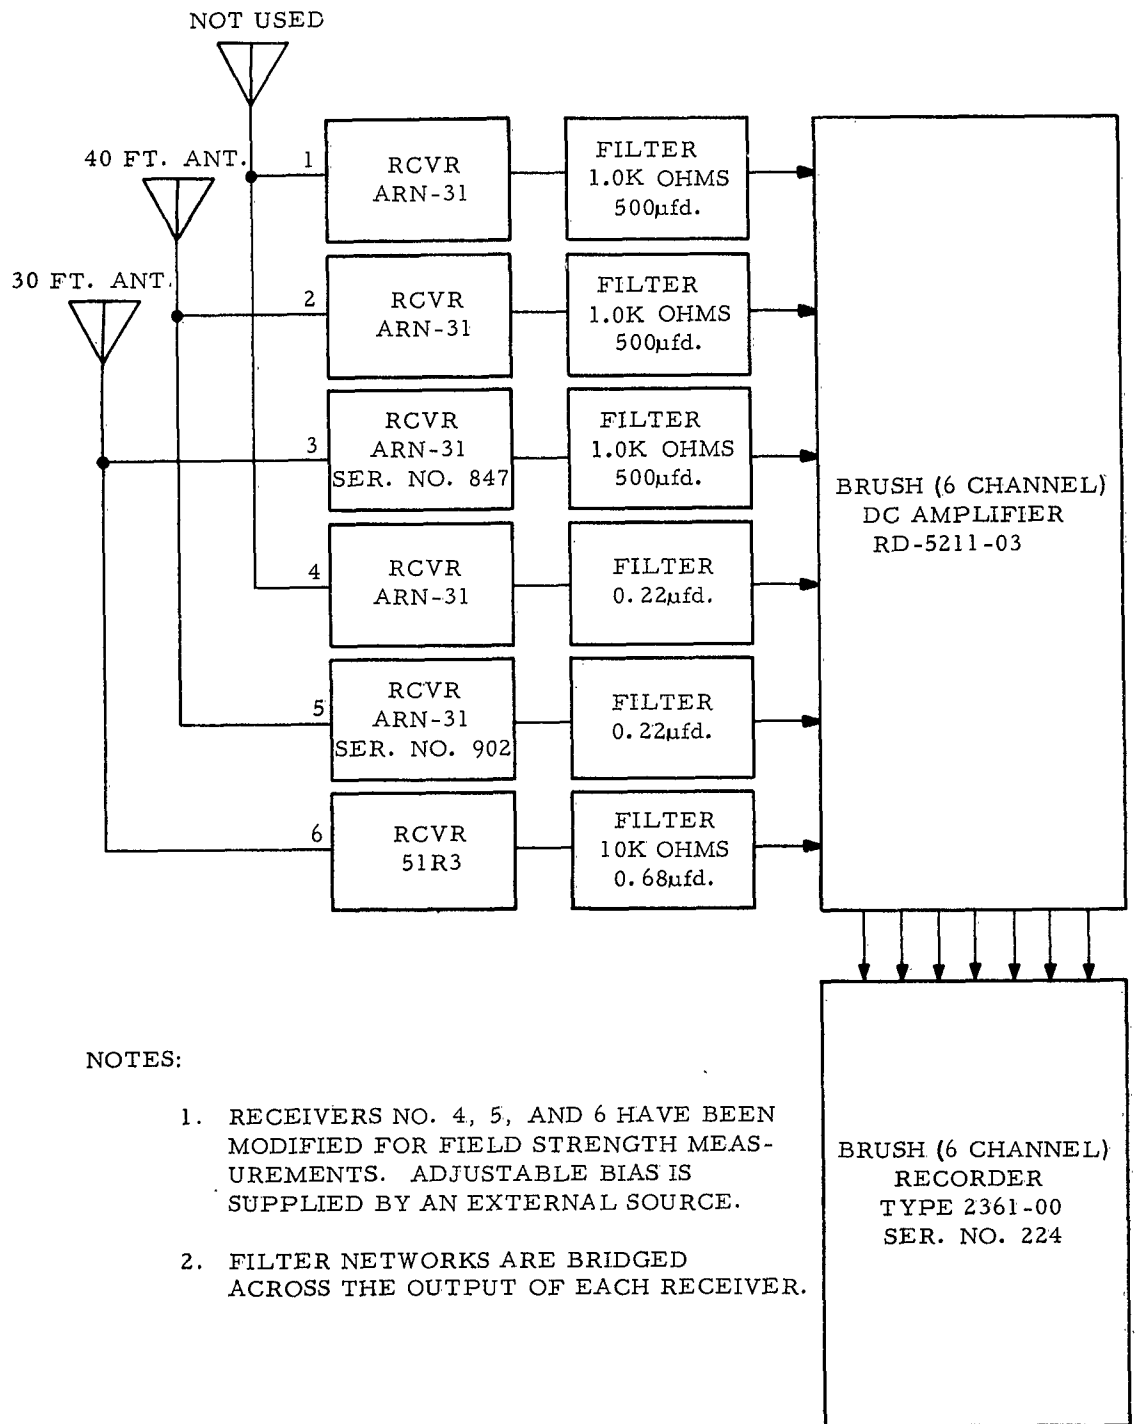 NOT USED
40 FT. ANT.
30 FT. ANT.
1
RCVR
ARN-31
FILTER
1.0K OHMS
500µfd.
2
RCVR
ARN-31
FILTER
1.0K OHMS
500µfd.
3
RCVR
ARN-31
SER. NO. 847
FILTER
1.0K OHMS
500µfd.
4
RCVR
ARN-31
FILTER
0.22µfd.
5
RCVR
ARN-31
SER. NO. 902
FILTER
0.22µfd.
6
RCVR
51R3
FILTER
10K OHMS
0.68µfd.
BRUSH (6 CHANNEL)
DC AMPLIFIER
RD-5211-03
BRUSH (6 CHANNEL)
RECORDER
TYPE 2361-00
SER. NO. 224
NOTES:
1. RECEIVERS NO. 4, 5, AND 6 HAVE BEEN
MODIFIED FOR FIELD STRENGTH MEAS-
UREMENTS. ADJUSTABLE BIAS IS
SUPPLIED BY AN EXTERNAL SOURCE.
2. FILTER NETWORKS ARE BRIDGED
ACROSS THE OUTPUT OF EACH RECEIVER.